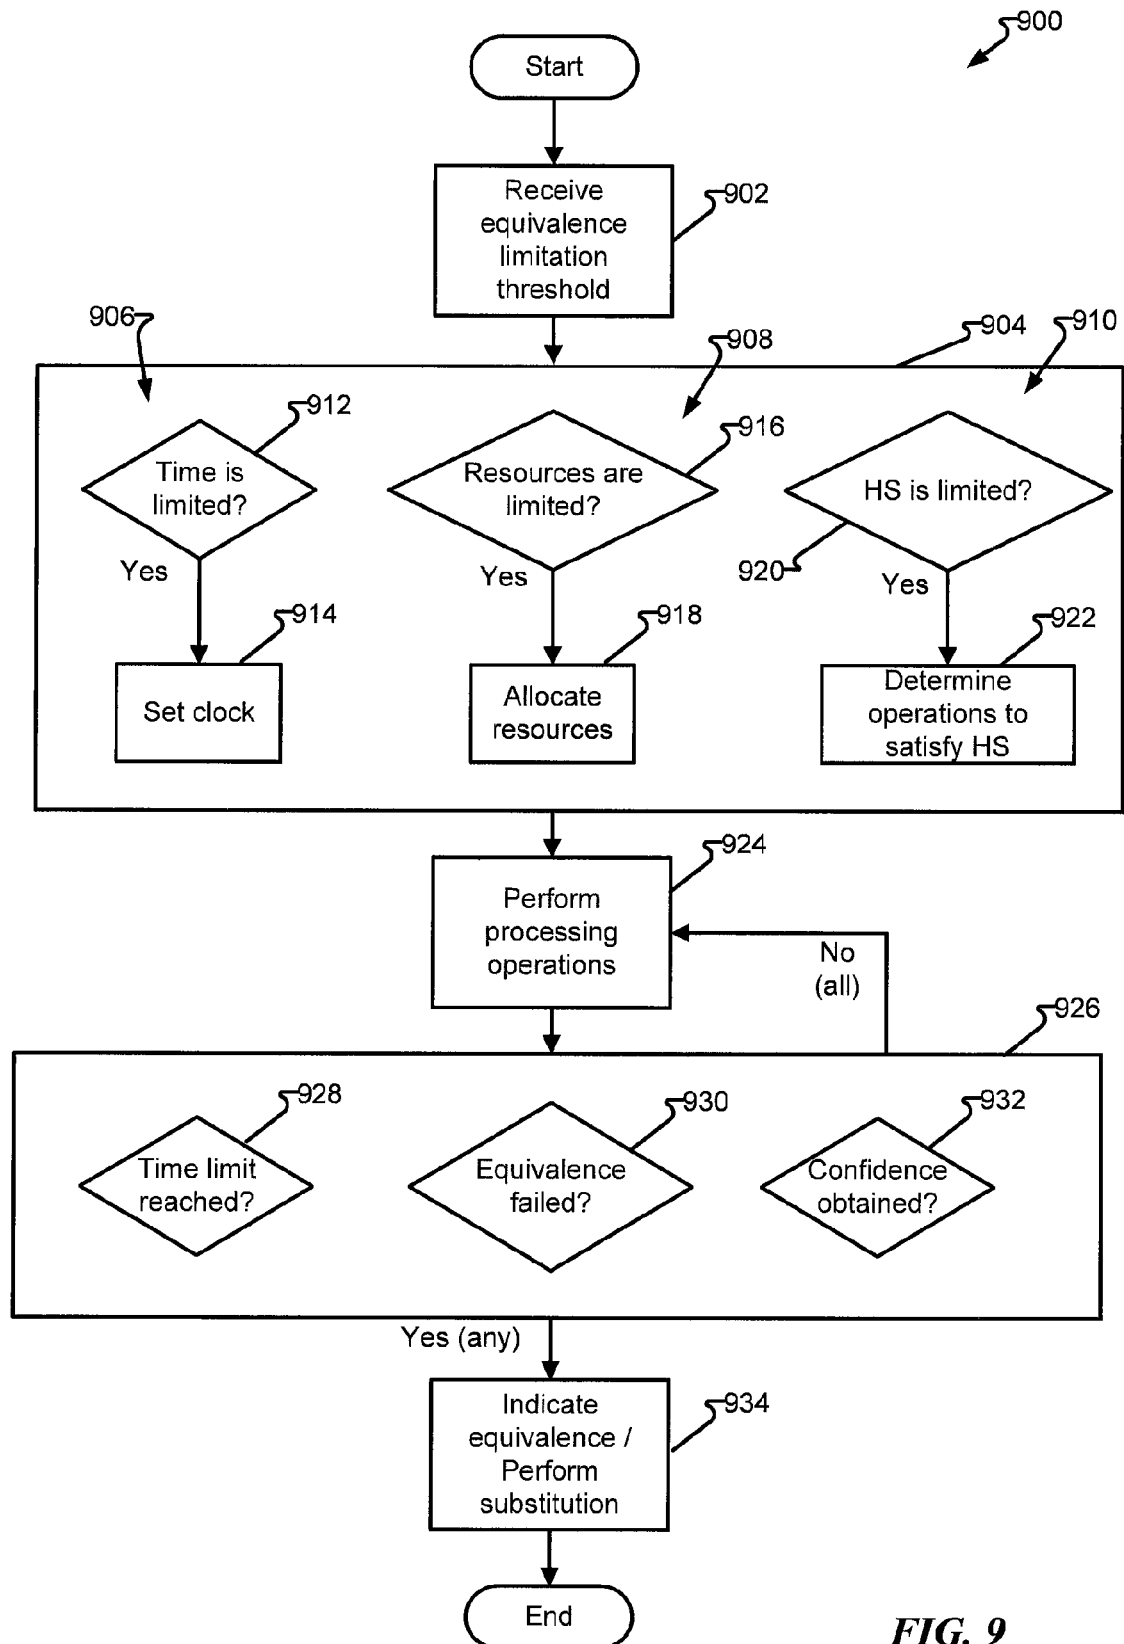 900
Start
Receive
equivalence
limitation
threshold
902
906
908
904
910
912
916
Time is
limited?
Resources are
limited?
HS is limited?
920
Yes
Yes
Yes
914
918
922
Set clock
Allocate
resources
Determine
operations to
satisfy HS
924
Perform
processing
operations
No
(all)
926
928
930
932
Time limit
reached?
Equivalence
failed?
Confidence
obtained?
Yes (any)
934
Indicate
equivalence /
Perform
substitution
End
FIG. 9